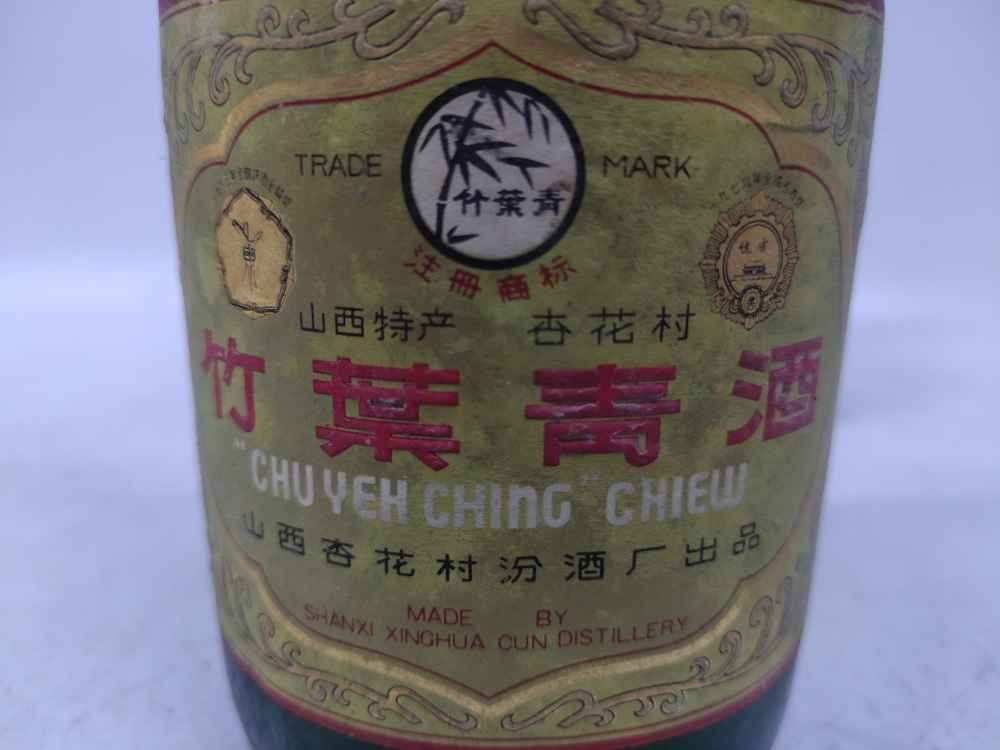 TRADE MARK
竹葉青
注冊商标
山西特产 杏花村
竹葉青酒
"CHU YEH CHING" CHIEW
山西杏花村汾酒厂出品
MADE BY
SHANXI XINGHUA CUN DISTILLERY